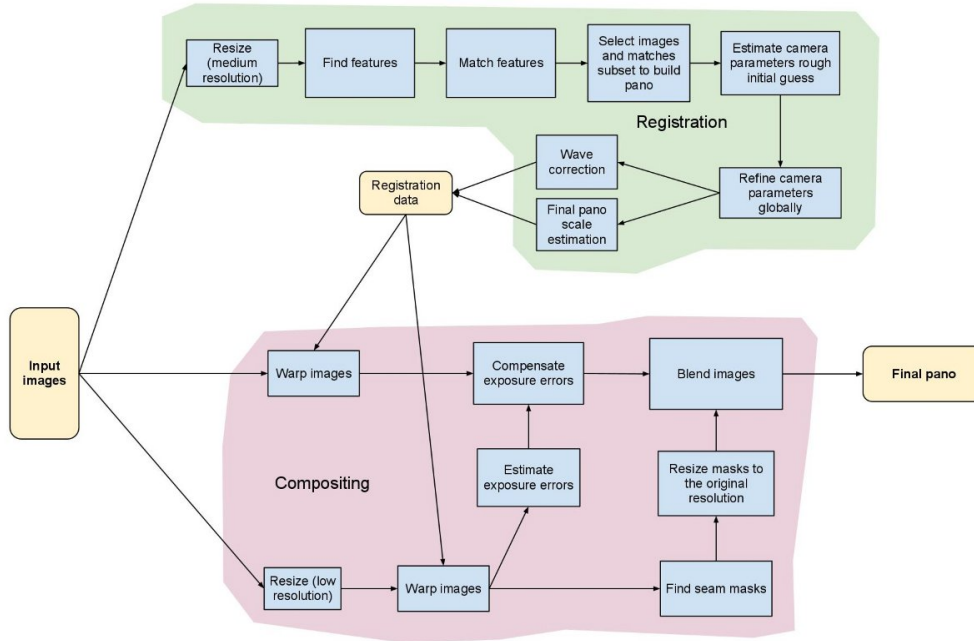 Resize
(medium
resolution)
Find features
Match features
Select images
and matches
subset to build
pano
Estimate camera
parameters rough
initial guess
Registration
Wave
correction
Refine camera
parameters
globally
Registration
data
Final pano
scale
estimation
Input
images
Warp images
Compensate
exposure errors
Blend images
Final pano
Compositing
Estimate
exposure errors
Resize masks to
the original
resolution
Resize (low
resolution)
Warp images
Find seam masks